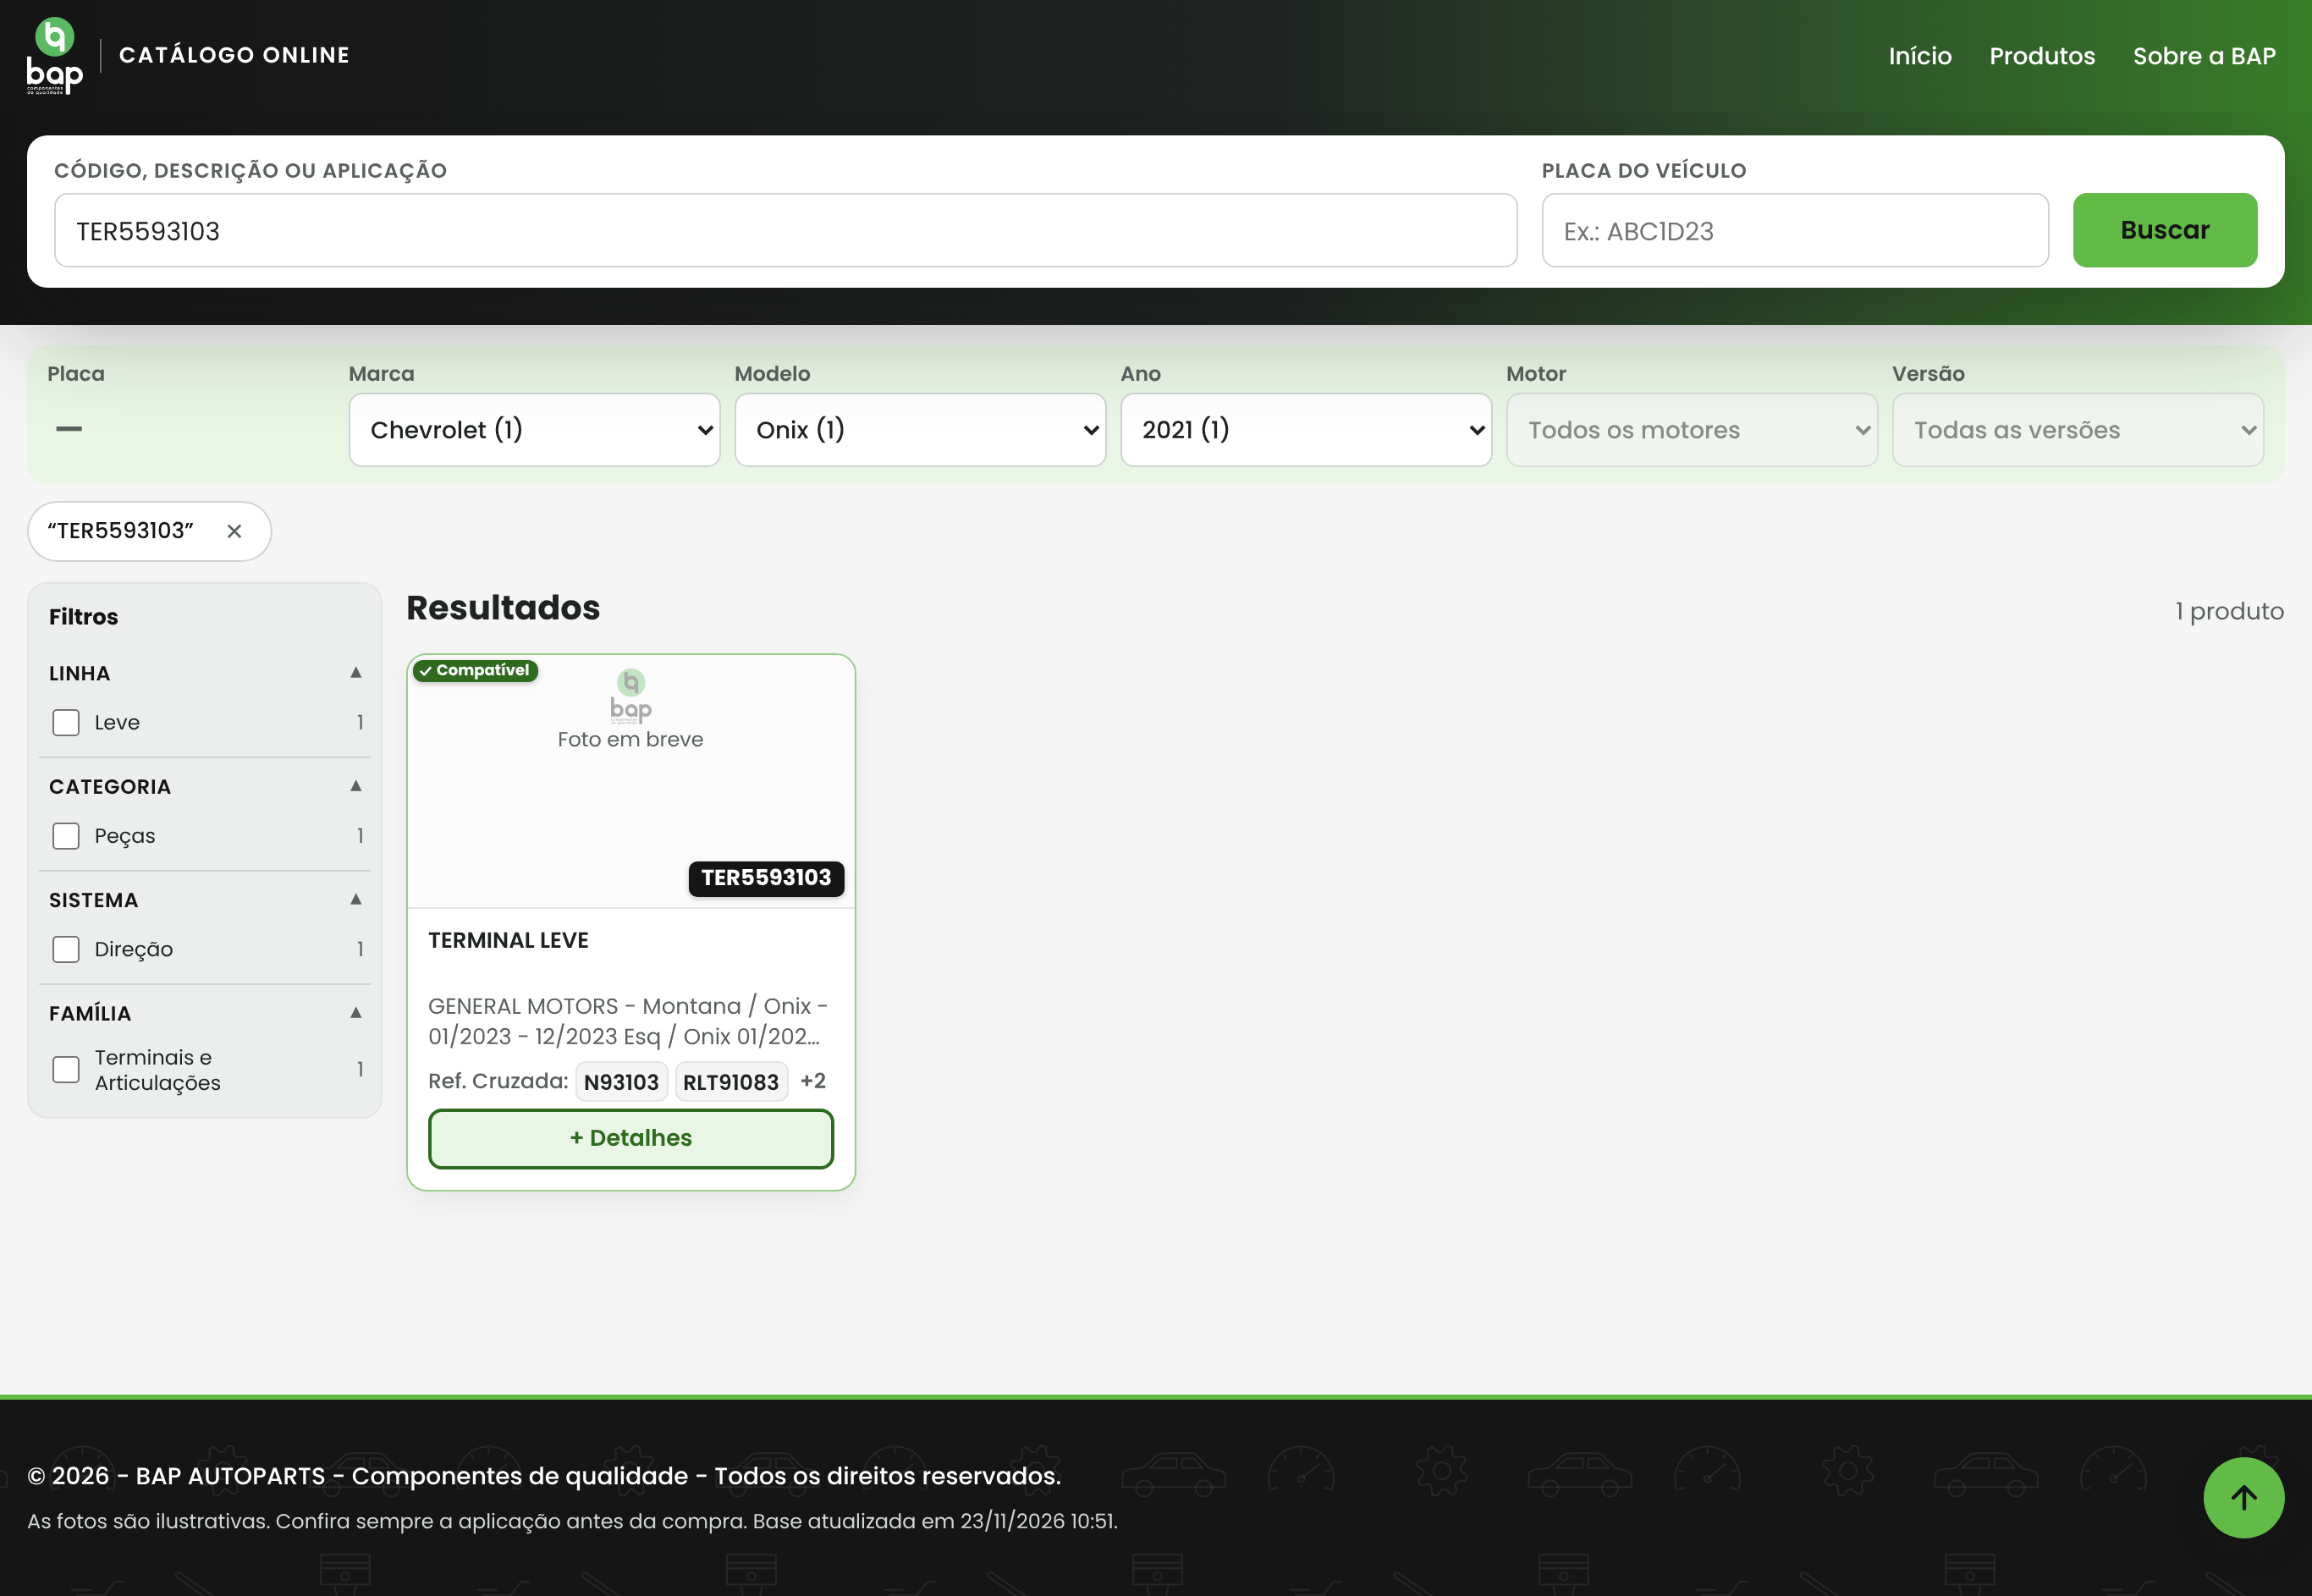 bap
componentes
de qualidade
CATÁLOGO ONLINE
Início
Produtos
Sobre a BAP
CÓDIGO, DESCRIÇÃO OU APLICAÇÃO
TER5593103
PLACA DO VEÍCULO
Ex.: ABC1D23
Buscar
Placa
—
Marca
Chevrolet (1)
Modelo
Onix (1)
Ano
2021 (1)
Motor
Todos os motores
Versão
Todas as versões
“TER5593103” ×
Filtros
LINHA ▲
Leve 1
CATEGORIA ▲
Peças 1
SISTEMA ▲
Direção 1
FAMÍLIA ▲
Terminais e
Articulações 1
Resultados
1 produto
✓ Compatível
bap
Foto em breve
TER5593103
TERMINAL LEVE
GENERAL MOTORS - Montana / Onix -
01/2023 - 12/2023 Esq / Onix 01/202...
Ref. Cruzada: N93103 RLT91083 +2
+ Detalhes
© 2026 - BAP AUTOPARTS - Componentes de qualidade - Todos os direitos reservados.
As fotos são ilustrativas. Confira sempre a aplicação antes da compra. Base atualizada em 23/11/2026 10:51.